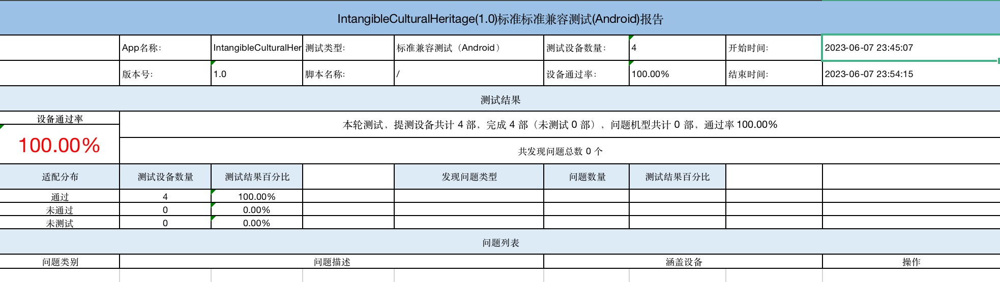 IntangibleCulturalHeritage(1.0)标准标准兼容测试(Android)报告
App名称: IntangibleCulturalHer 测试类型: 标准兼容测试（Android） 测试设备数量: 4 开始时间: 2023-06-07 23:45:07
版本号: 1.0 脚本名称: / 设备通过率: 100.00% 结束时间: 2023-06-07 23:54:15
测试结果
设备通过率
100.00%
本轮测试，提测设备共计 4 部，完成 4 部（未测试 0 部），问题机型共计 0 部，通过率 100.00%
共发现问题总数 0 个
适配分布 测试设备数量 测试结果百分比 发现问题类型 问题数量 测试结果百分比
通过 4 100.00%
未通过 0 0.00%
未测试 0 0.00%
问题列表
问题类别 问题描述 涵盖设备 操作